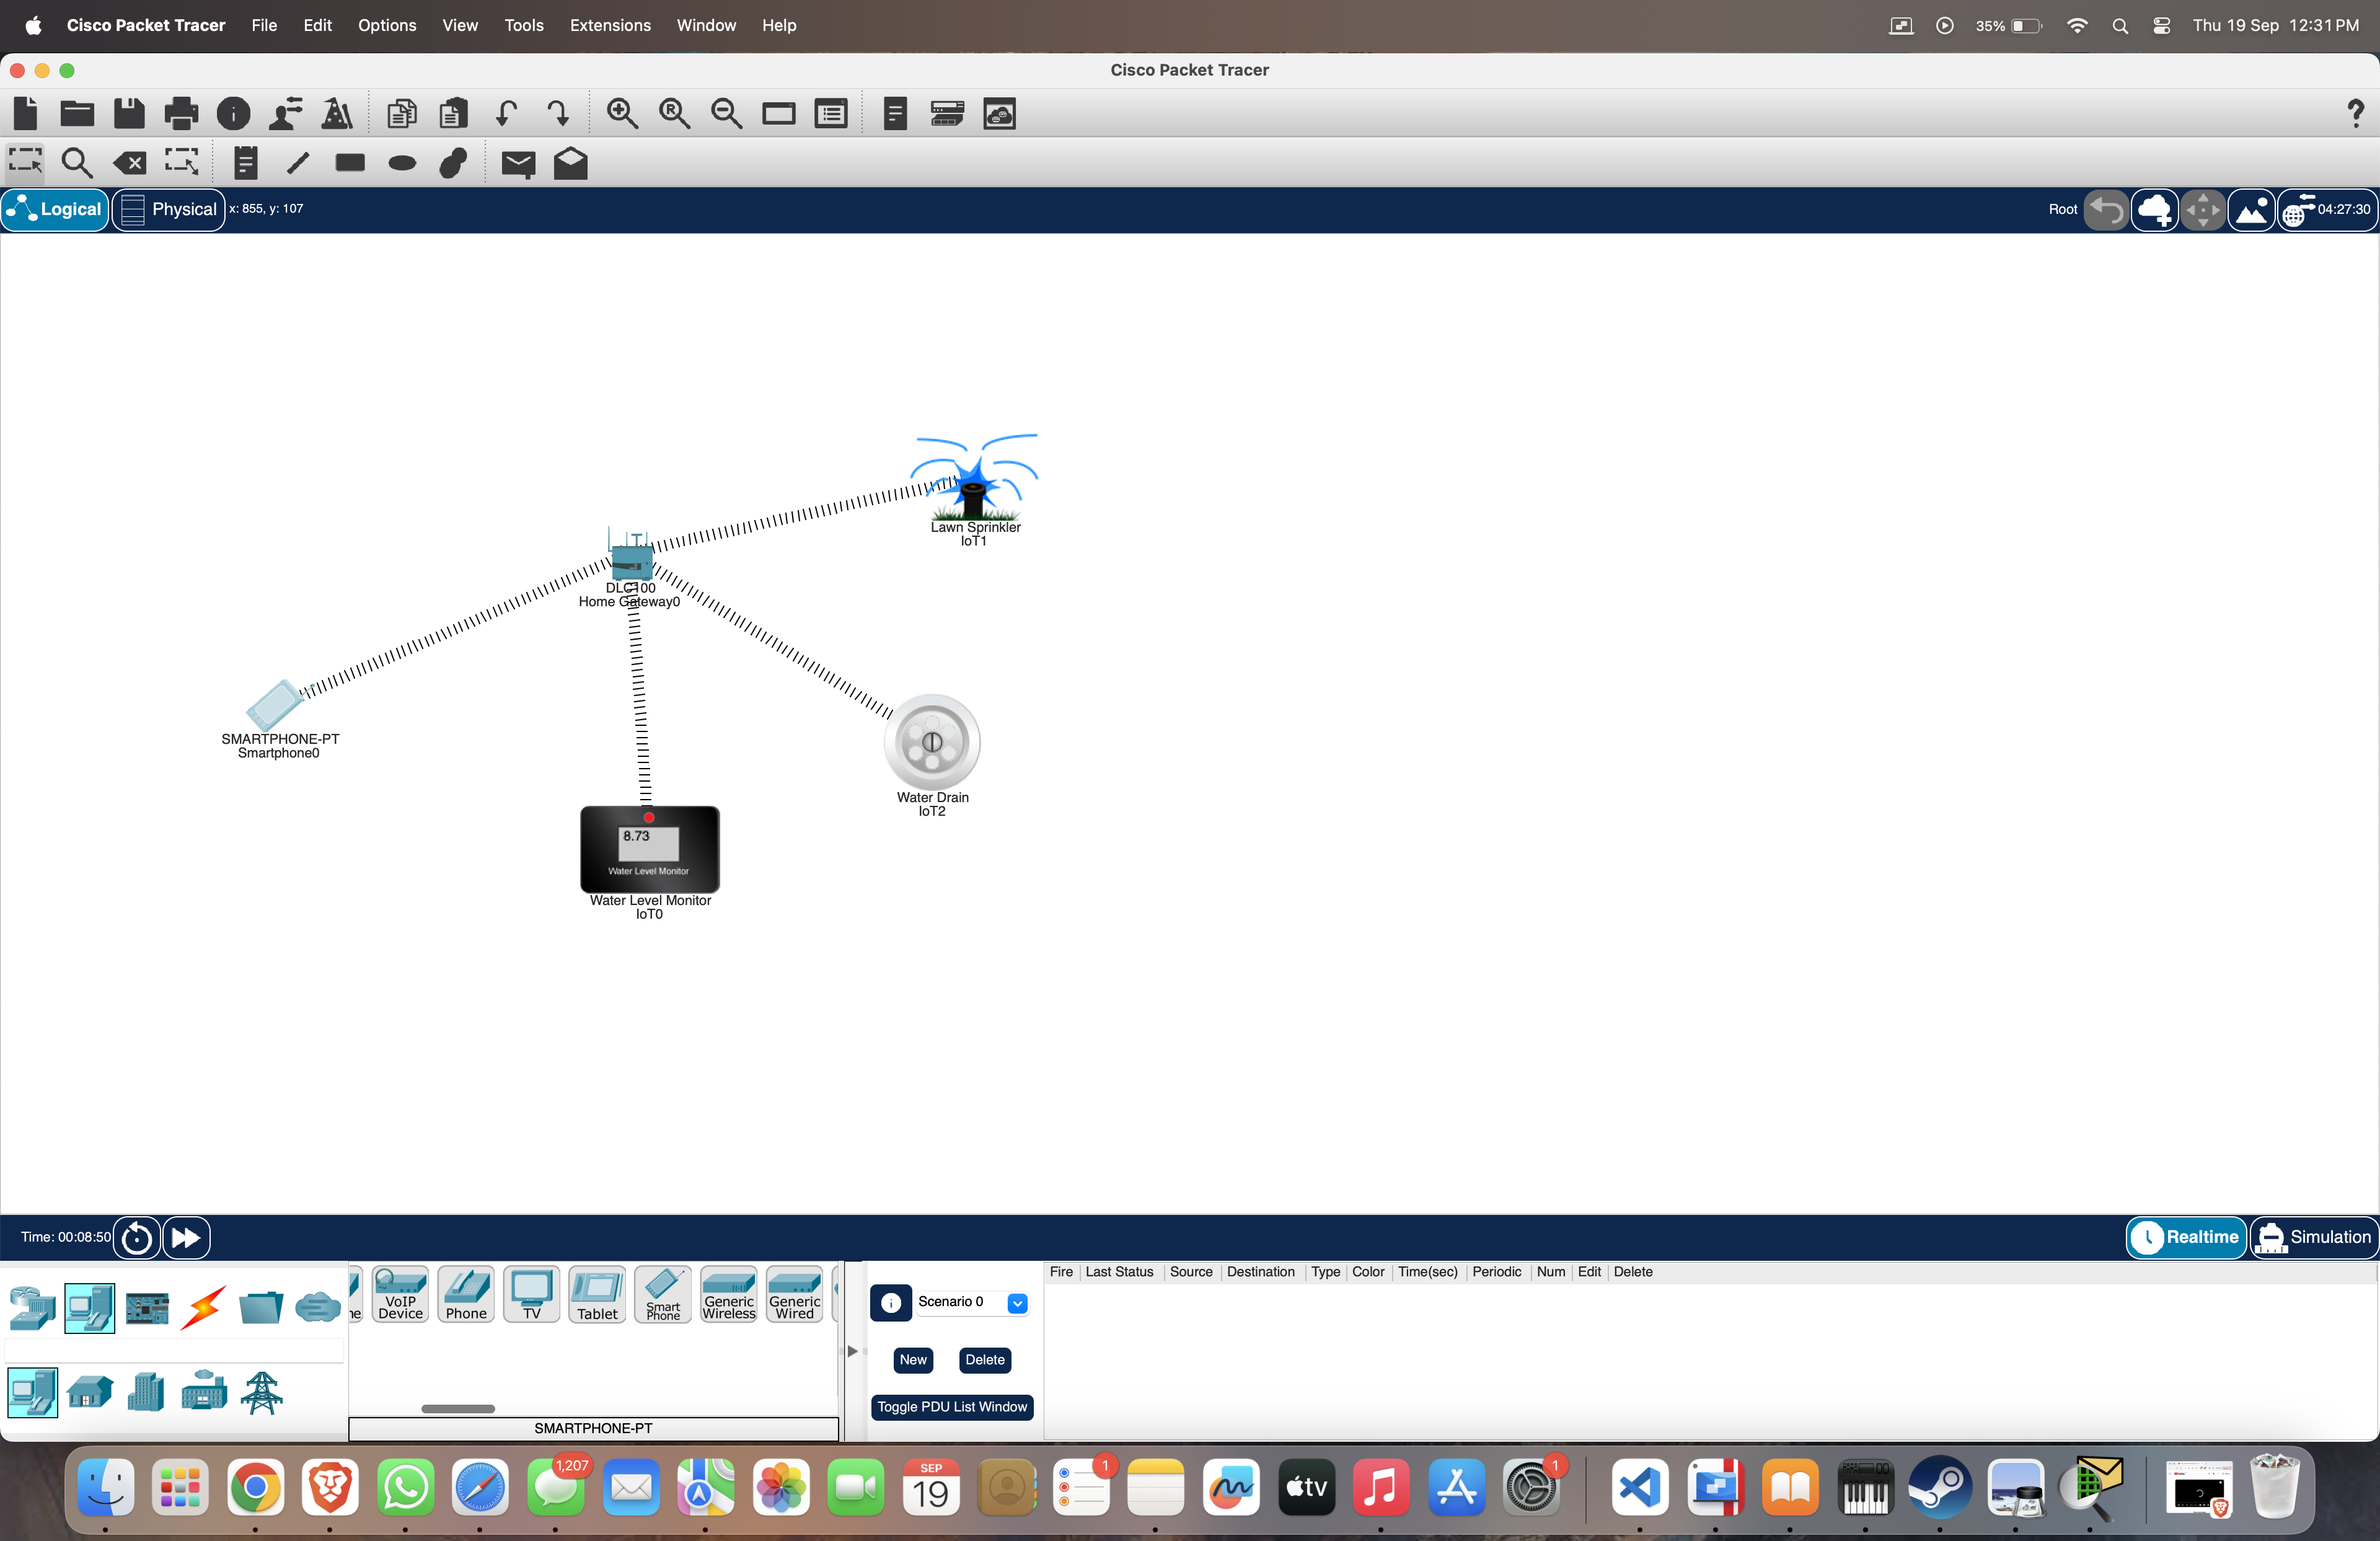 Cisco Packet Tracer File Edit Options View Tools Extensions Window Help 35% Thu 19 Sep 12:31 PM
Cisco Packet Tracer
Logical Physical x: 855, y: 107 Root 04:27:30
Lawn Sprinkler
IoT1
Home Gateway0
SMARTPHONE-PT
Smartphone0
Water Drain
IoT2
8.73
Water Level Monitor
Water Level Monitor
IoT0
Time: 00:08:50 Realtime Simulation
Fire Last Status Source Destination Type Color Time(sec) Periodic Num Edit Delete
VoIP Device Phone TV Tablet Smart Phone Generic Wireless Generic Wired
Scenario 0
New Delete
Toggle PDU List Window
SMARTPHONE-PT
1,207 SEP 19 1 tv 1